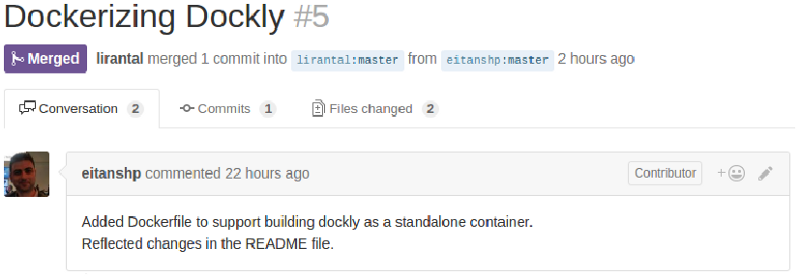 Dockerizing Dockly #5
Merged lirantal merged 1 commit into lirantal:master from eitanshp:master 2 hours ago
Conversation 2 Commits 1 Files changed 2
eitanshp commented 22 hours ago Contributor +
Added Dockerfile to support building dockly as a standalone container.
Reflected changes in the README file.